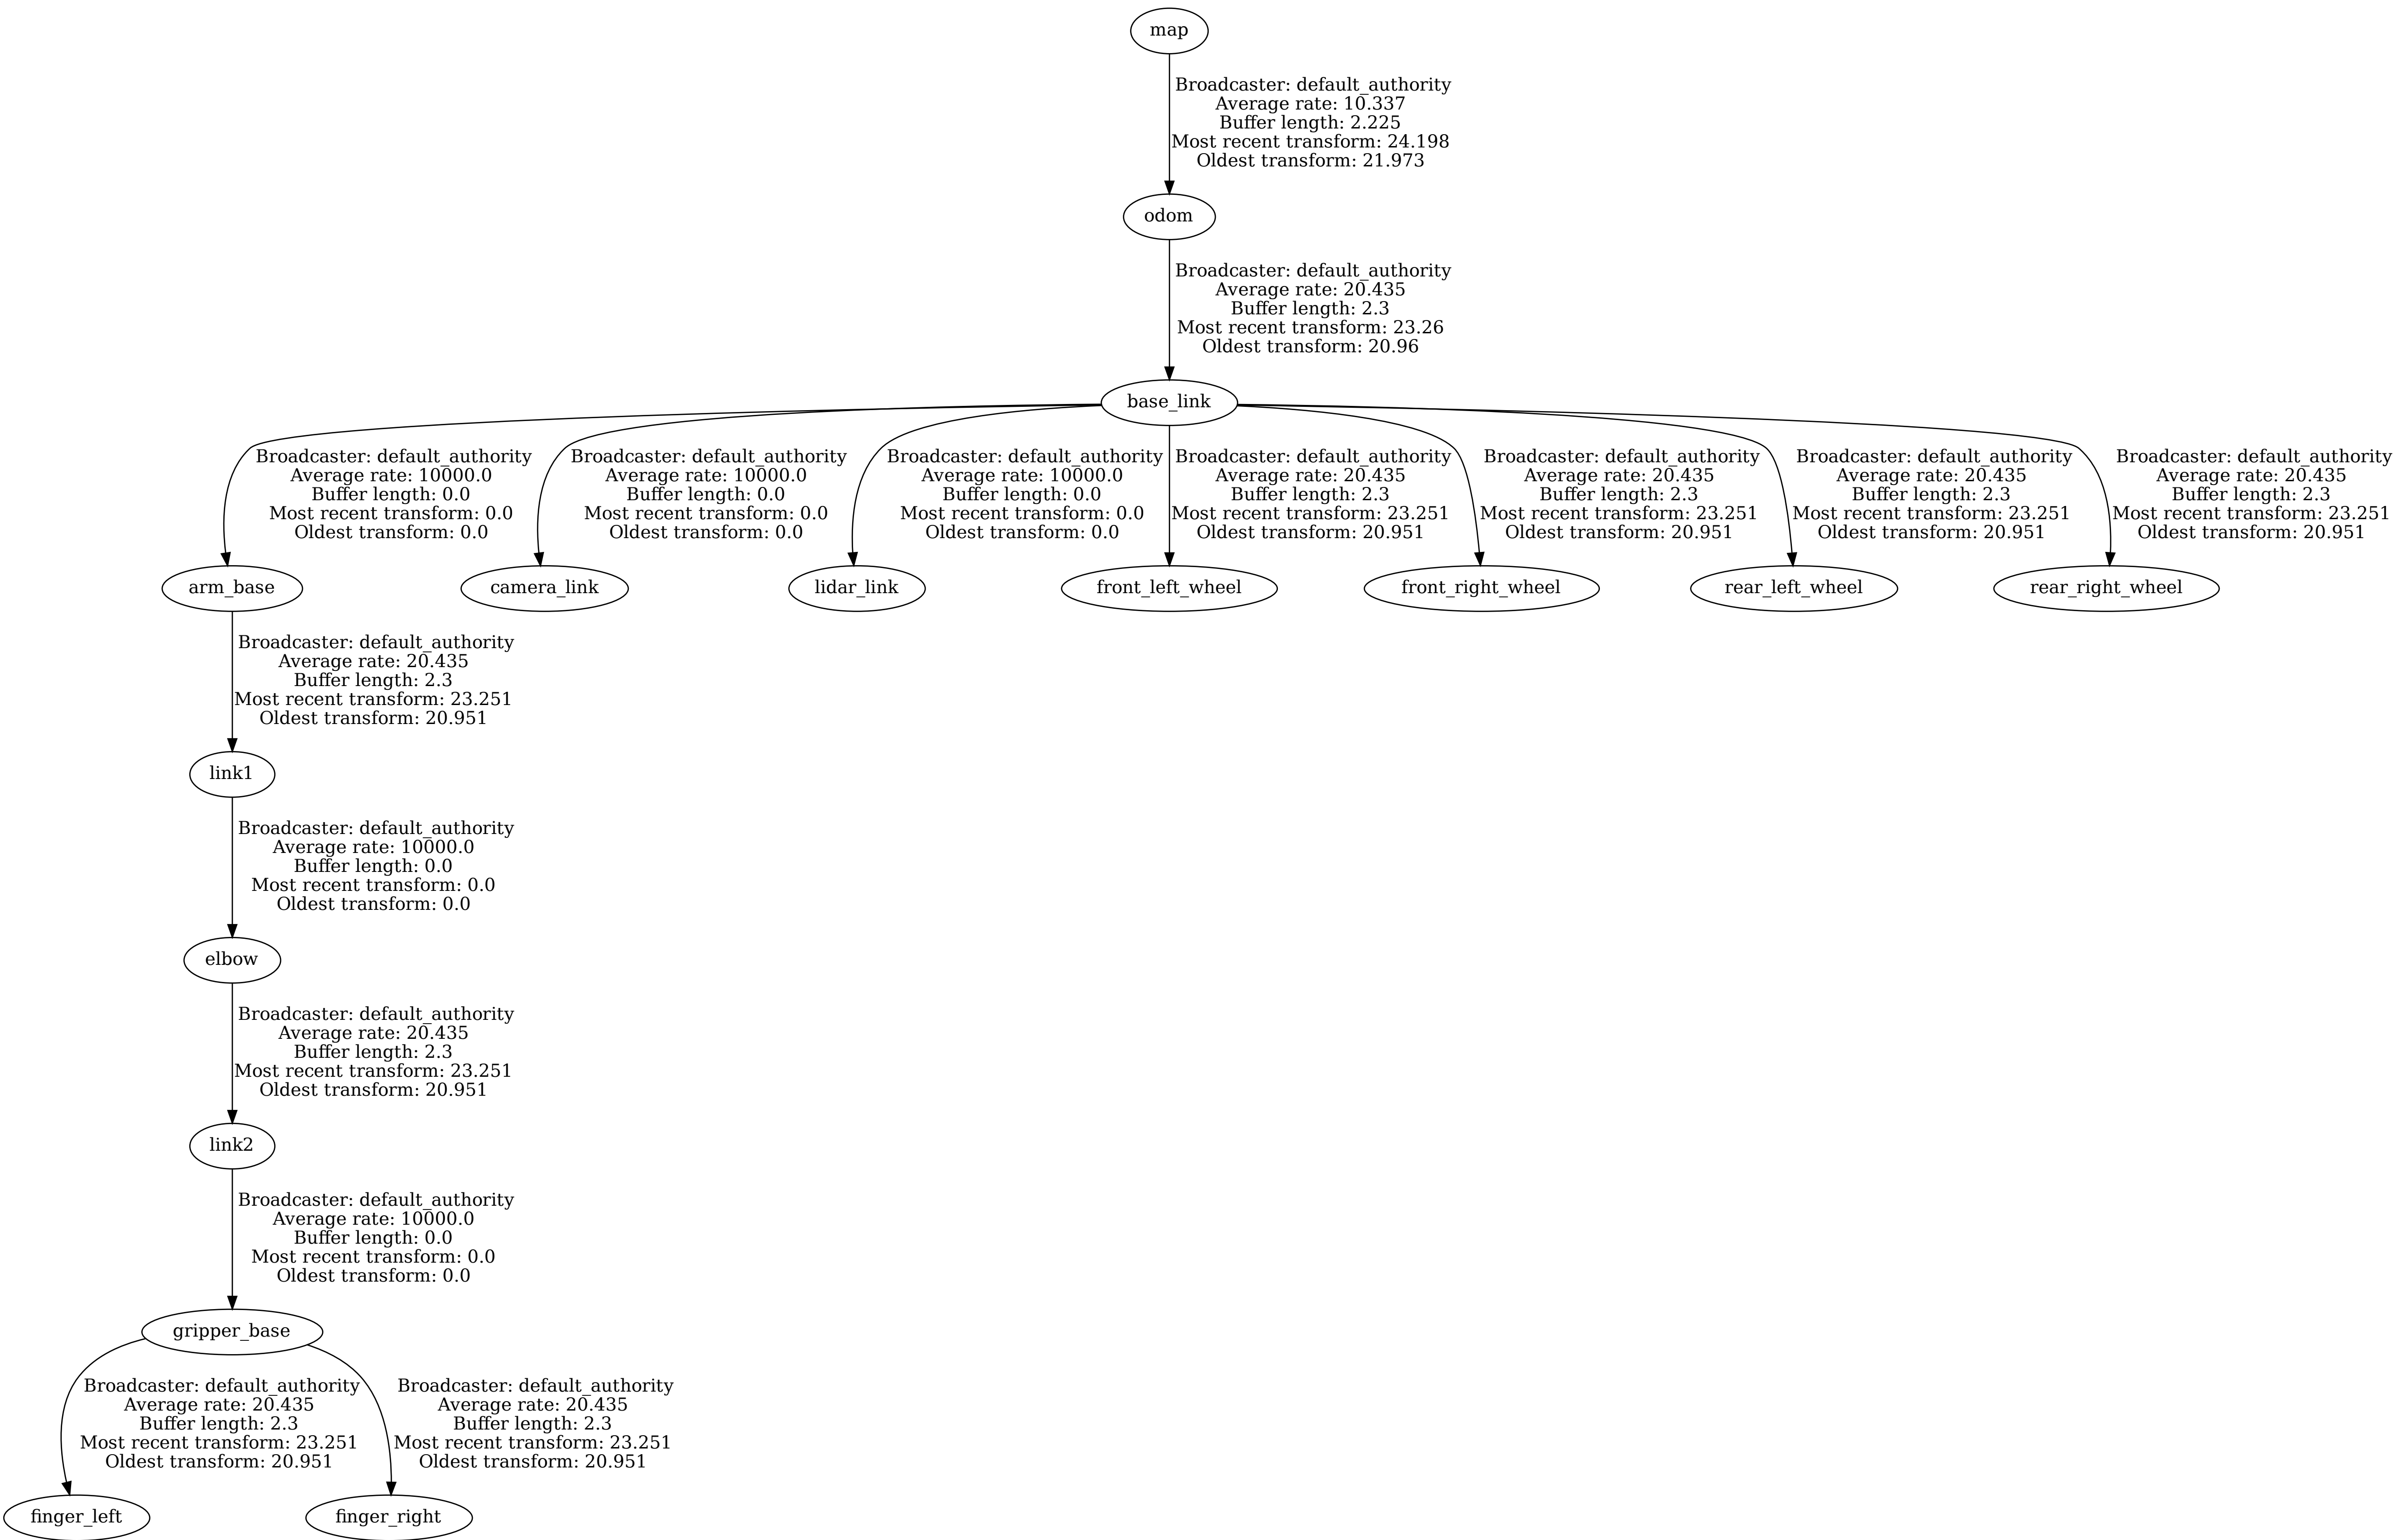 map
Broadcaster: default_authority
Average rate: 10.337
Buffer length: 2.225
Most recent transform: 24.198
Oldest transform: 21.973
odom
Broadcaster: default_authority
Average rate: 20.435
Buffer length: 2.3
Most recent transform: 23.26
Oldest transform: 20.96
base_link
Broadcaster: default_authority
Average rate: 10000.0
Buffer length: 0.0
Most recent transform: 0.0
Oldest transform: 0.0
Broadcaster: default_authority
Average rate: 10000.0
Buffer length: 0.0
Most recent transform: 0.0
Oldest transform: 0.0
Broadcaster: default_authority
Average rate: 10000.0
Buffer length: 0.0
Most recent transform: 0.0
Oldest transform: 0.0
Broadcaster: default_authority
Average rate: 20.435
Buffer length: 2.3
Most recent transform: 23.251
Oldest transform: 20.951
Broadcaster: default_authority
Average rate: 20.435
Buffer length: 2.3
Most recent transform: 23.251
Oldest transform: 20.951
Broadcaster: default_authority
Average rate: 20.435
Buffer length: 2.3
Most recent transform: 23.251
Oldest transform: 20.951
Broadcaster: default_authority
Average rate: 20.435
Buffer length: 2.3
Most recent transform: 23.251
Oldest transform: 20.951
arm_base
camera_link
lidar_link
front_left_wheel
front_right_wheel
rear_left_wheel
rear_right_wheel
Broadcaster: default_authority
Average rate: 20.435
Buffer length: 2.3
Most recent transform: 23.251
Oldest transform: 20.951
link1
Broadcaster: default_authority
Average rate: 10000.0
Buffer length: 0.0
Most recent transform: 0.0
Oldest transform: 0.0
elbow
Broadcaster: default_authority
Average rate: 20.435
Buffer length: 2.3
Most recent transform: 23.251
Oldest transform: 20.951
link2
Broadcaster: default_authority
Average rate: 10000.0
Buffer length: 0.0
Most recent transform: 0.0
Oldest transform: 0.0
gripper_base
Broadcaster: default_authority
Average rate: 20.435
Buffer length: 2.3
Most recent transform: 23.251
Oldest transform: 20.951
Broadcaster: default_authority
Average rate: 20.435
Buffer length: 2.3
Most recent transform: 23.251
Oldest transform: 20.951
finger_left
finger_right